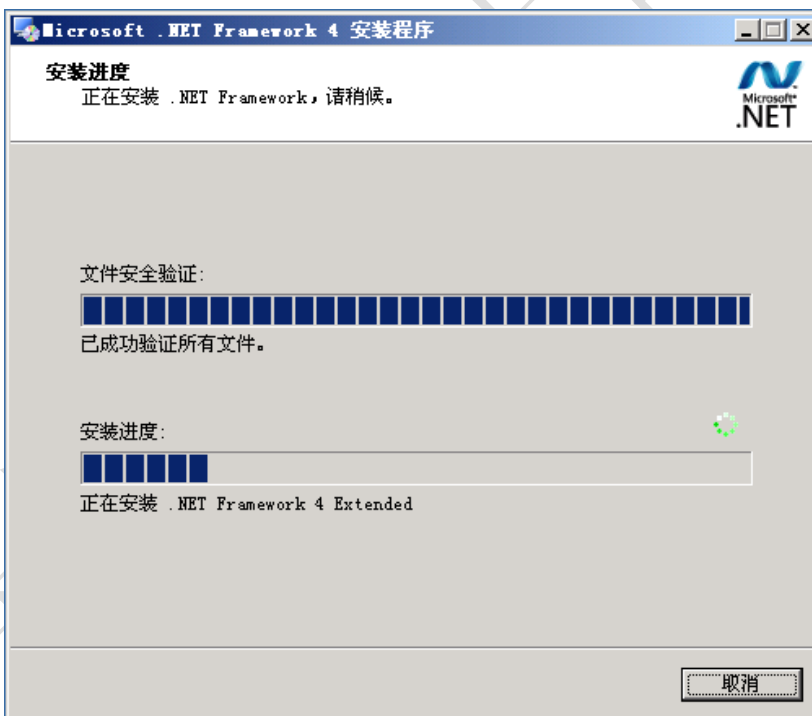 Microsoft .NET Framework 4 安装程序
安装进度
正在安装 .NET Framework，请稍候。
Microsoft
.NET
文件安全验证:
已成功验证所有文件。
安装进度:
正在安装 .NET Framework 4 Extended
取消